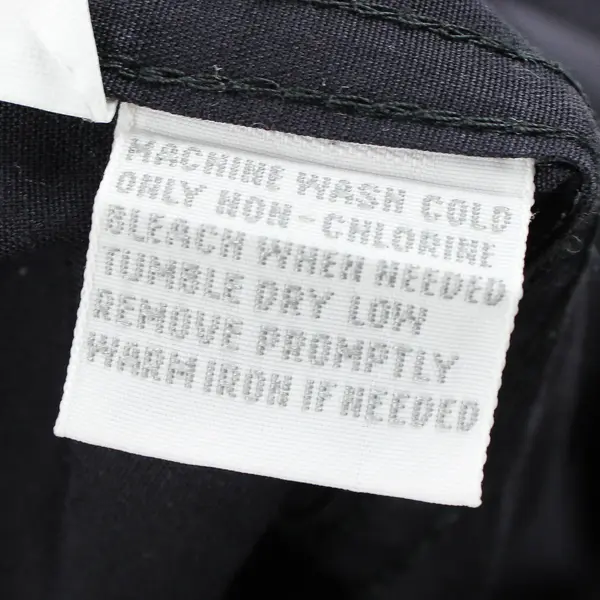 MACHINE WASH COLD
ONLY NON-CHLORINE
BLEACH WHEN NEEDED
TUMBLE DRY LOW
REMOVE PROMPTLY
WARM IRON IF NEEDED